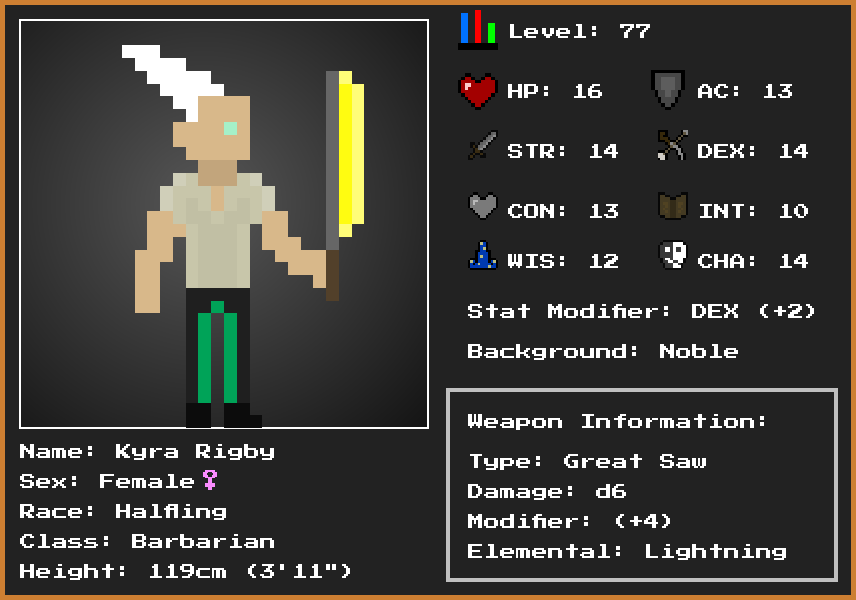 Level: 77
HP: 16
AC: 13
STR: 14
DEX: 14
CON: 13
INT: 10
WIS: 12
CHA: 14
Stat Modifier: DEX (+2)
Background: Noble
Weapon Information:
Type: Great Saw
Damage: d6
Modifier: (+4)
Elemental: Lightning
Name: Kyra Rigby
Sex: Female♀
Race: Halfling
Class: Barbarian
Height: 119cm (3'11")